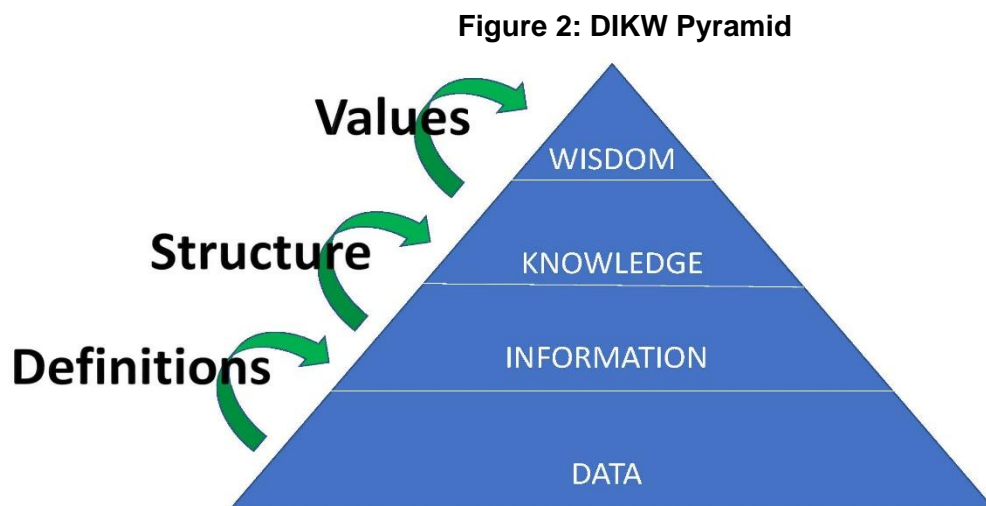 Figure 2: DIKW Pyramid
Values
WISDOM
Structure
KNOWLEDGE
Definitions
INFORMATION
DATA